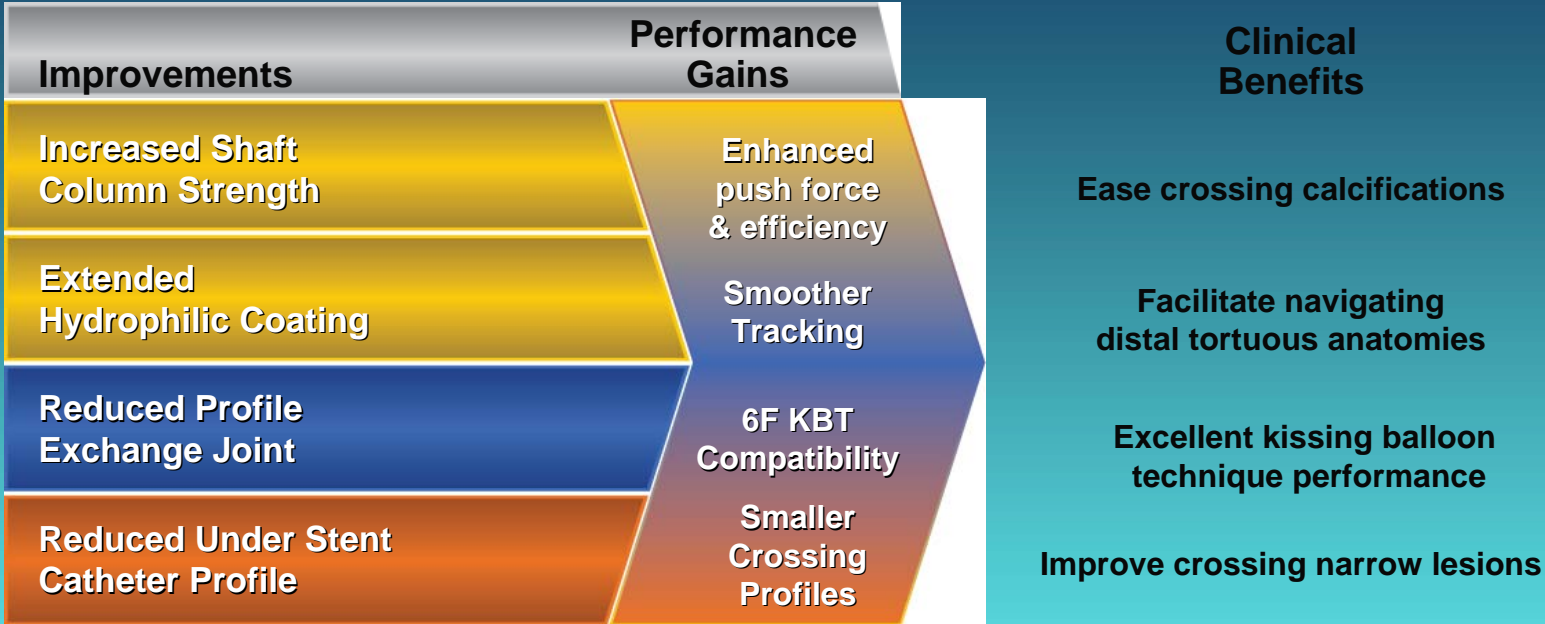 Improvements
Performance
Gains
Clinical
Benefits
Increased Shaft
Column Strength
Enhanced
push force
& efficiency
Ease crossing calcifications
Extended
Hydrophilic Coating
Smoother
Tracking
Facilitate navigating
distal tortuous anatomies
Reduced Profile
Exchange Joint
6F KBT
Compatibility
Excellent kissing balloon
technique performance
Reduced Under Stent
Catheter Profile
Smaller
Crossing
Profiles
Improve crossing narrow lesions